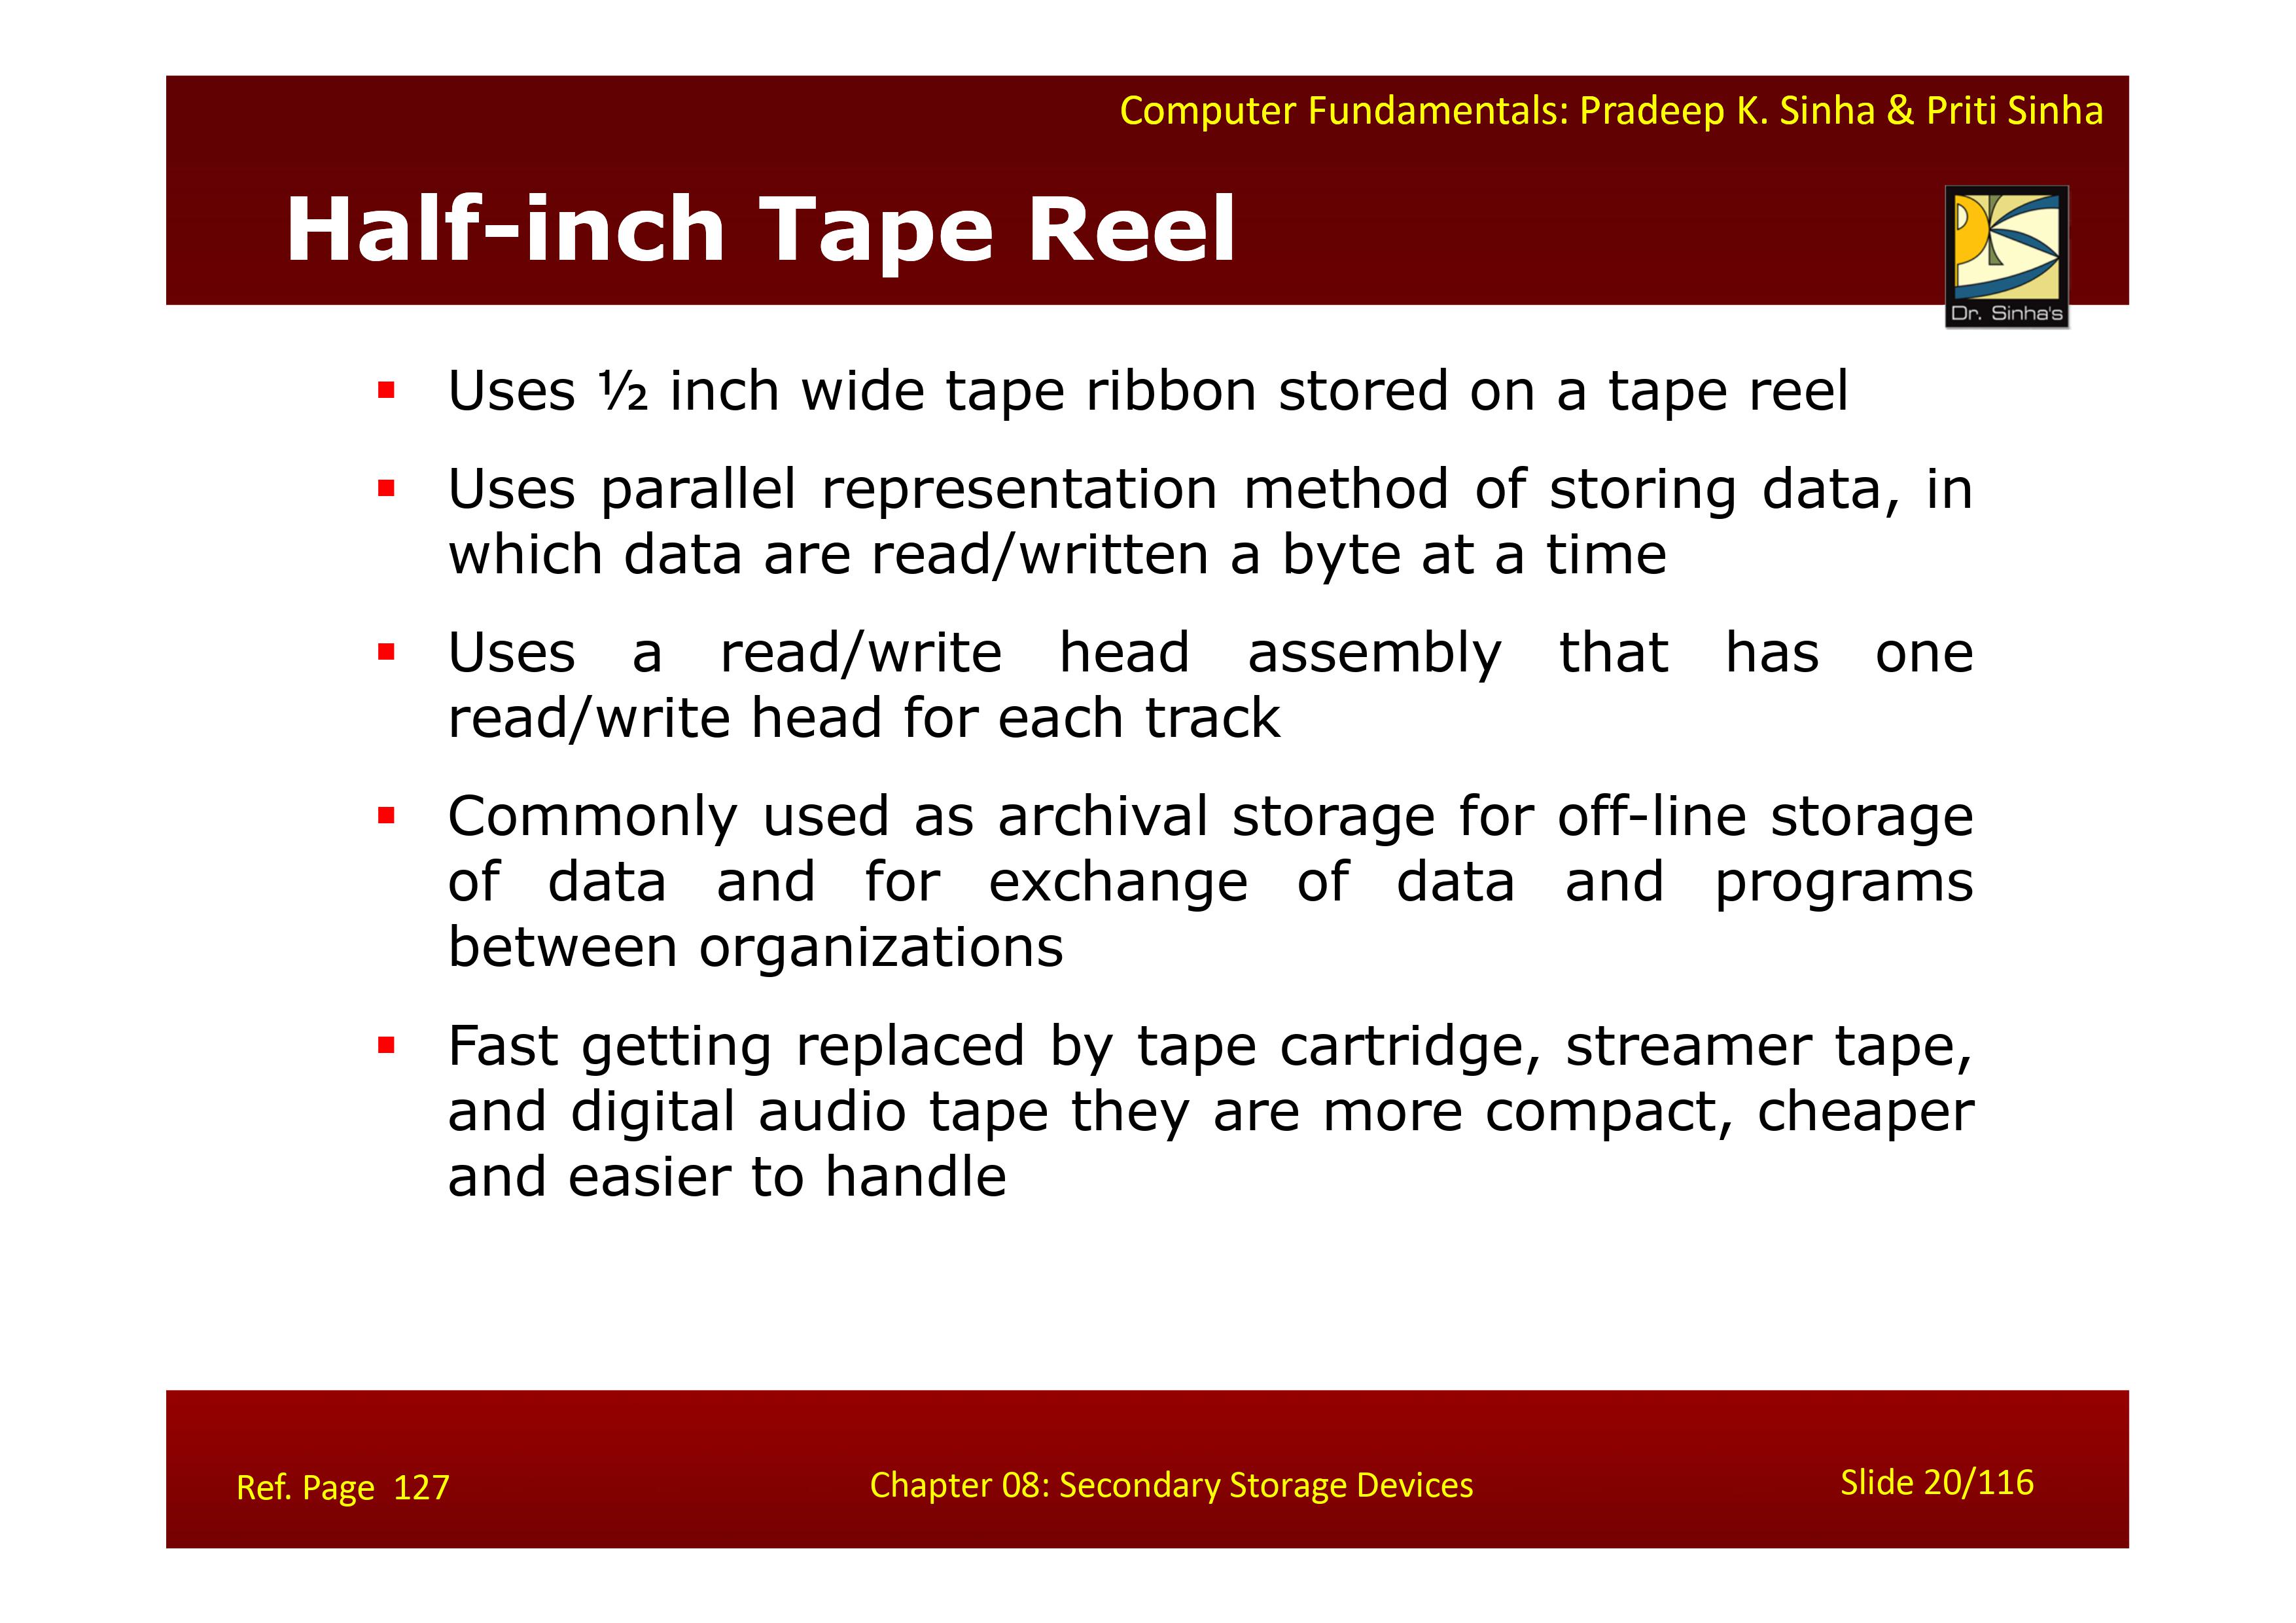 Computer Fundamentals: Pradeep K. Sinha & Priti Sinha
Half-inch Tape Reel
Dr. Sinha's
▪ Uses ½ inch wide tape ribbon stored on a tape reel
▪ Uses parallel representation method of storing data, in
which data are read/written a byte at a time
▪ Uses a read/write head assembly that has one
read/write head for each track
▪ Commonly used as archival storage for off-line storage
of data and for exchange of data and programs
between organizations
▪ Fast getting replaced by tape cartridge, streamer tape,
and digital audio tape they are more compact, cheaper
and easier to handle
Ref. Page 127
Chapter 08: Secondary Storage Devices
Slide 20/116